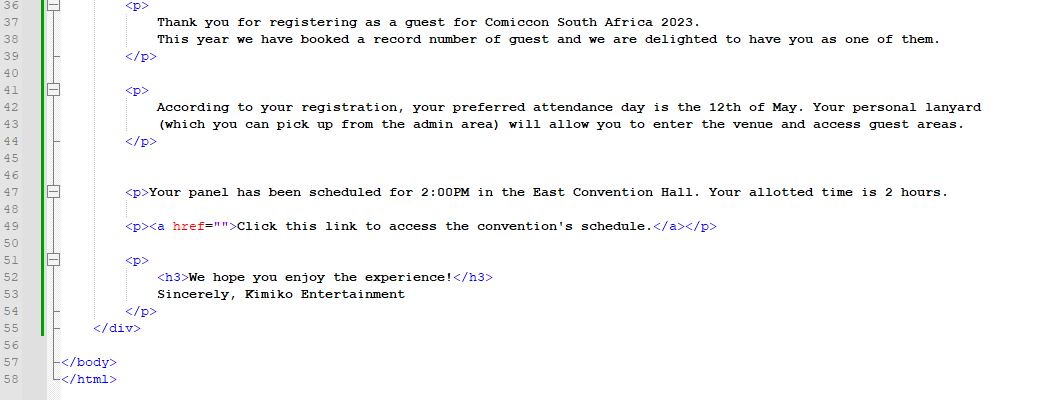 36 <p>
37 Thank you for registering as a guest for Comiccon South Africa 2023.
38 This year we have booked a record number of guest and we are delighted to have you as one of them.
39 </p>
40
41 <p>
42 According to your registration, your preferred attendance day is the 12th of May. Your personal lanyard
43 (which you can pick up from the admin area) will allow you to enter the venue and access guest areas.
44 </p>
45
46
47 <p>Your panel has been scheduled for 2:00PM in the East Convention Hall. Your allotted time is 2 hours.
48
49 <p><a href="">Click this link to access the convention's schedule.</a></p>
50
51 <p>
52 <h3>We hope you enjoy the experience!</h3>
53 Sincerely, Kimiko Entertainment
54 </p>
55 </div>
56
57 </body>
58 </html>